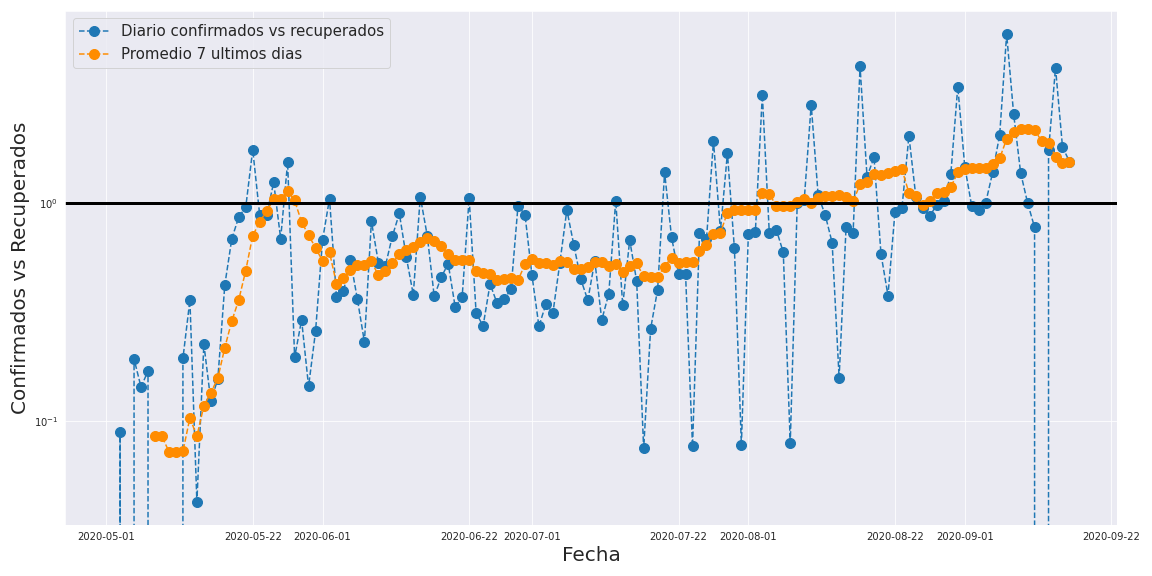 Diario confirmados vs recuperados
Promedio 7 ultimos dias
Confirmados vs Recuperados
10⁰
10⁻¹
2020-05-01 2020-05-22 2020-06-01 2020-06-22 2020-07-01 2020-07-22 2020-08-01 2020-08-22 2020-09-01 2020-09-22
Fecha